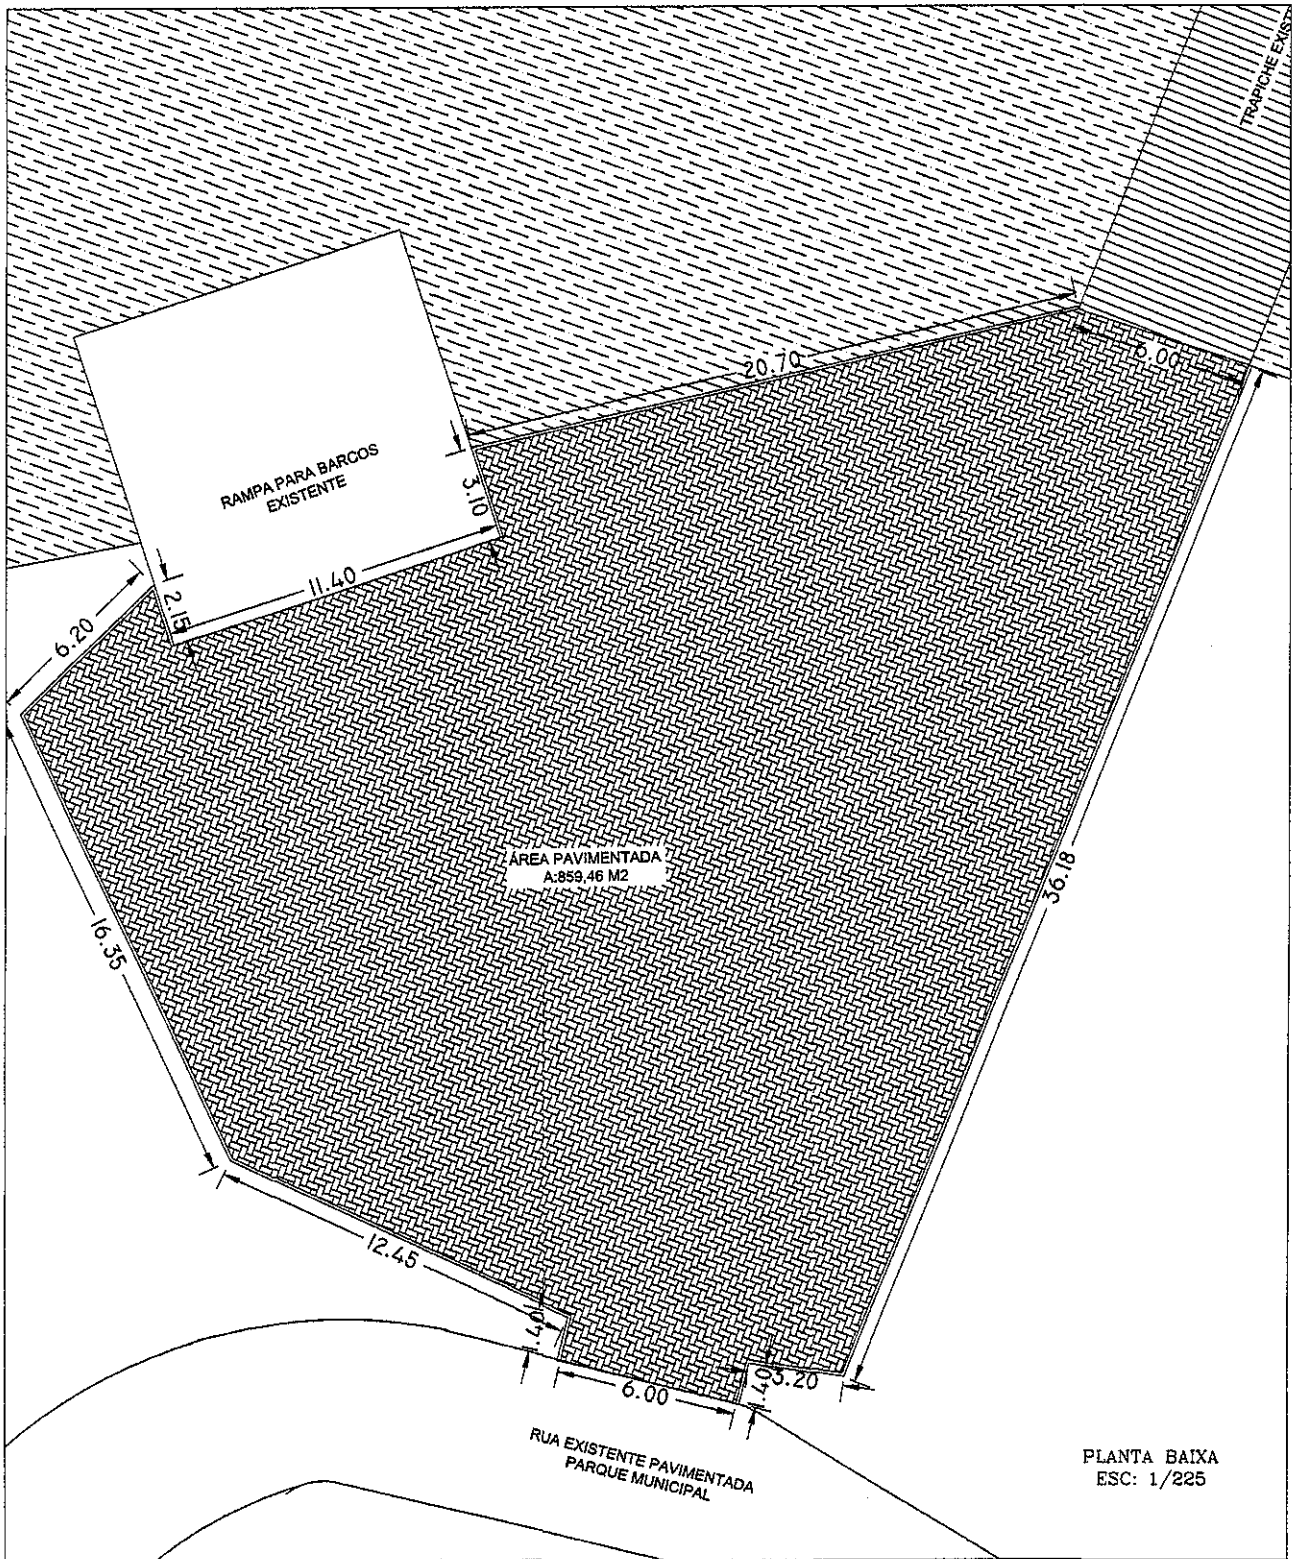 TRAPICHE
20.70
6.00
RAMPA PARA BARCOS
EXISTENTE
3.10
11.40
2.15
6.20
ÁREA PAVIMENTADA
A:859,46 M2
36.18
16.35
12.45
1.40
1.40
3.20
6.00
RUA EXISTENTE PAVIMENTADA
PARQUE MUNICIPAL
PLANTA BAIXA
ESC: 1/225